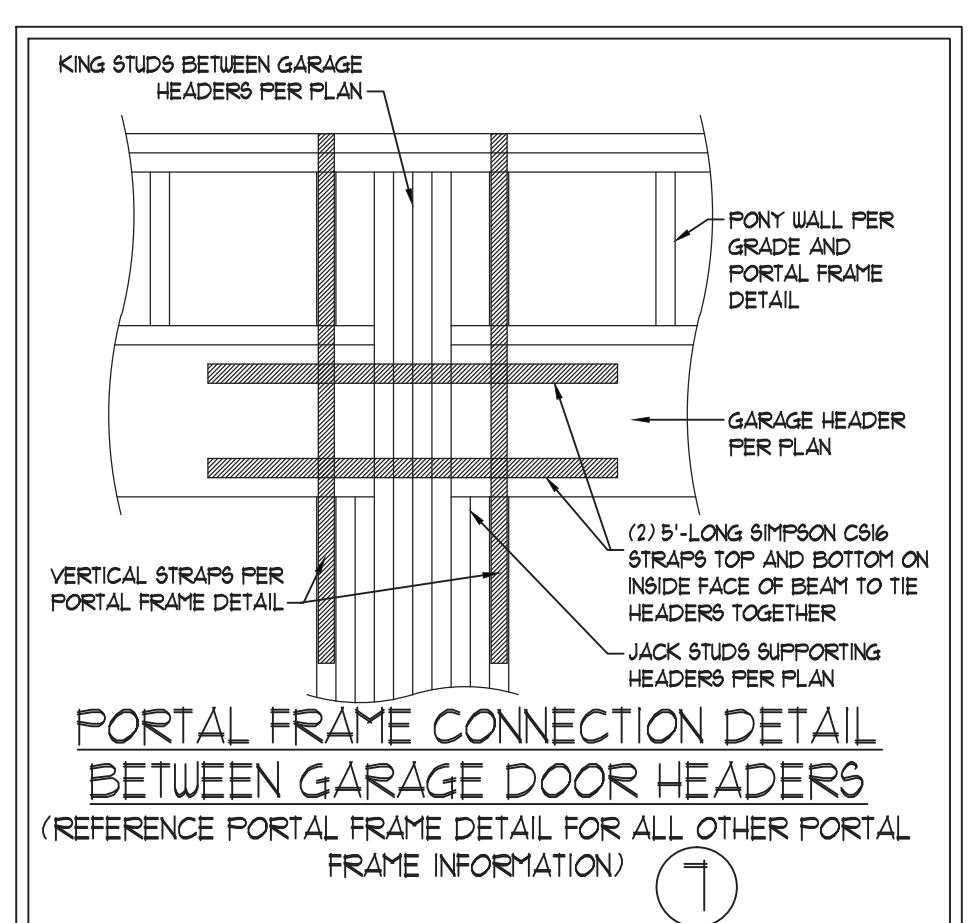 KING STUDS BETWEEN GARAGE
HEADERS PER PLAN
PONY WALL PER
GRADE AND
PORTAL FRAME
DETAIL
GARAGE HEADER
PER PLAN
(2) 5'-LONG SIMPSON CS16
STRAPS TOP AND BOTTOM ON
INSIDE FACE OF BEAM TO TIE
HEADERS TOGETHER
VERTICAL STRAPS PER
PORTAL FRAME DETAIL
JACK STUDS SUPPORTING
HEADERS PER PLAN
PORTAL FRAME CONNECTION DETAIL
BETWEEN GARAGE DOOR HEADERS
(REFERENCE PORTAL FRAME DETAIL FOR ALL OTHER PORTAL
FRAME INFORMATION)
7